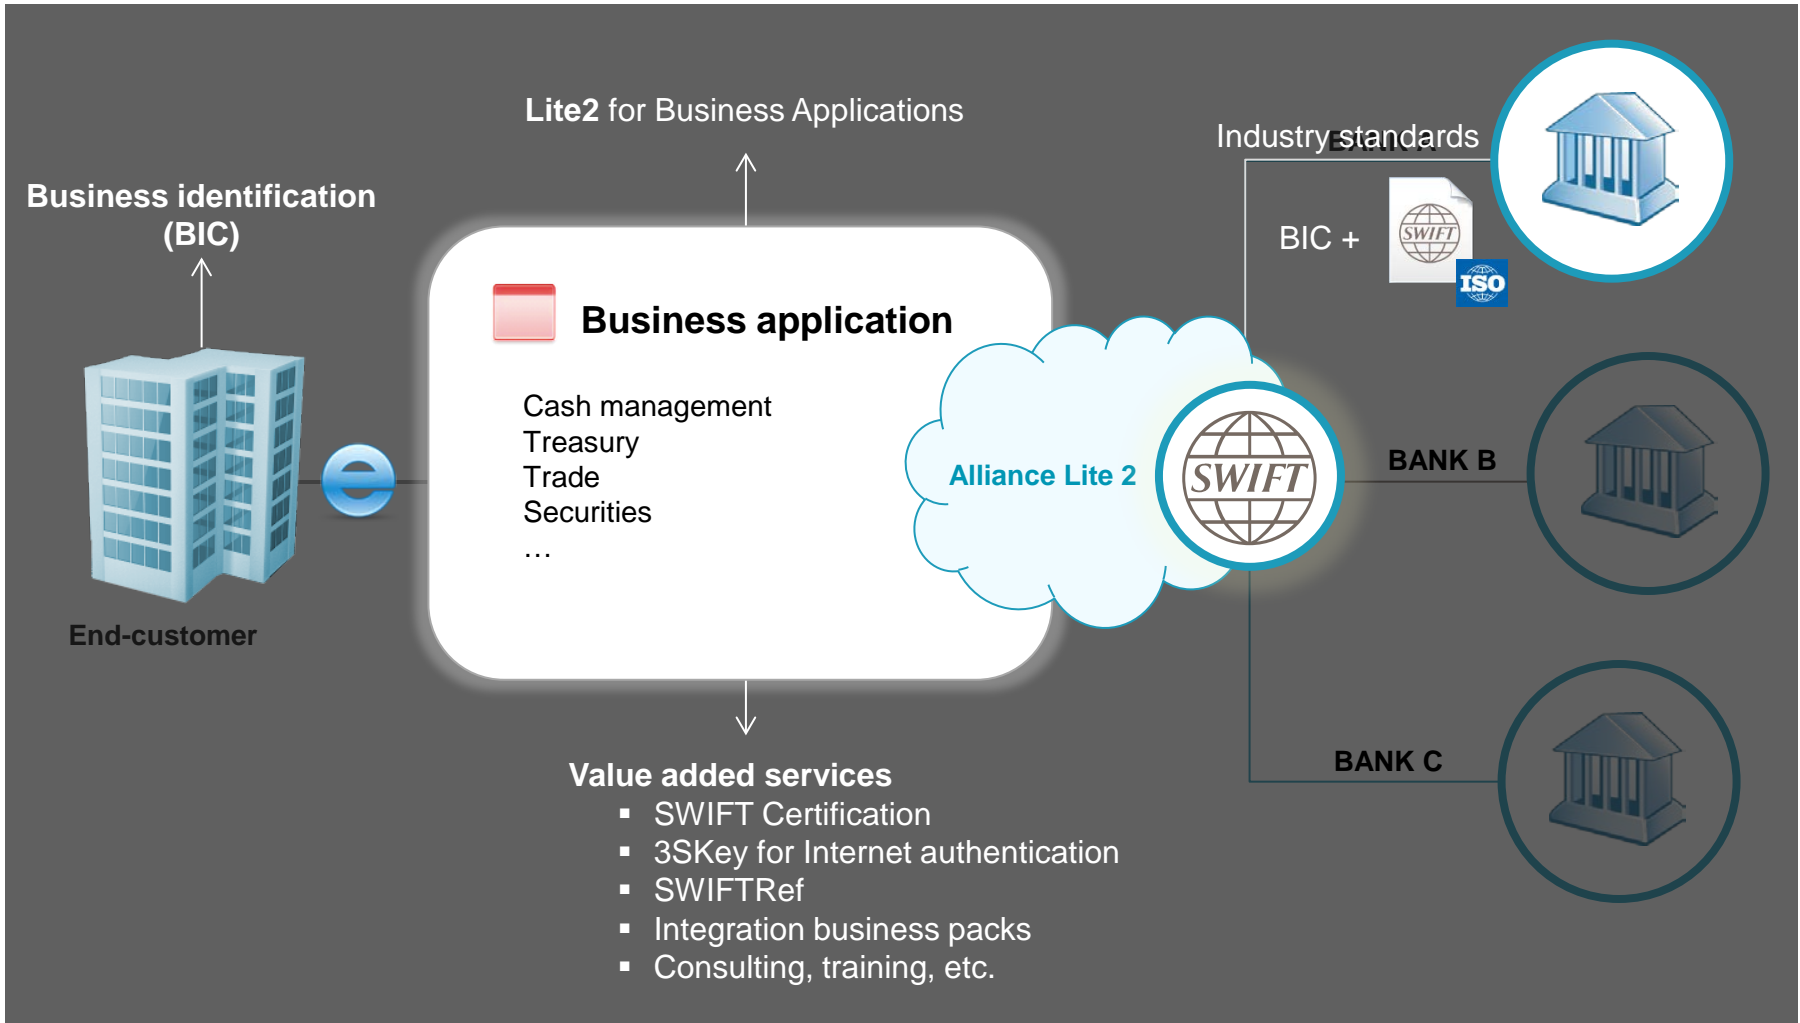 Lite2 for Business Applications
Industry standards
BANK A
Business identification
(BIC)
BIC +
SWIFT
ISO
Business application
Cash management
Treasury
Trade
Securities
…
Alliance Lite 2
SWIFT
BANK B
End-customer
BANK C
Value added services
▪ SWIFT Certification
▪ 3SKey for Internet authentication
▪ SWIFTRef
▪ Integration business packs
▪ Consulting, training, etc.